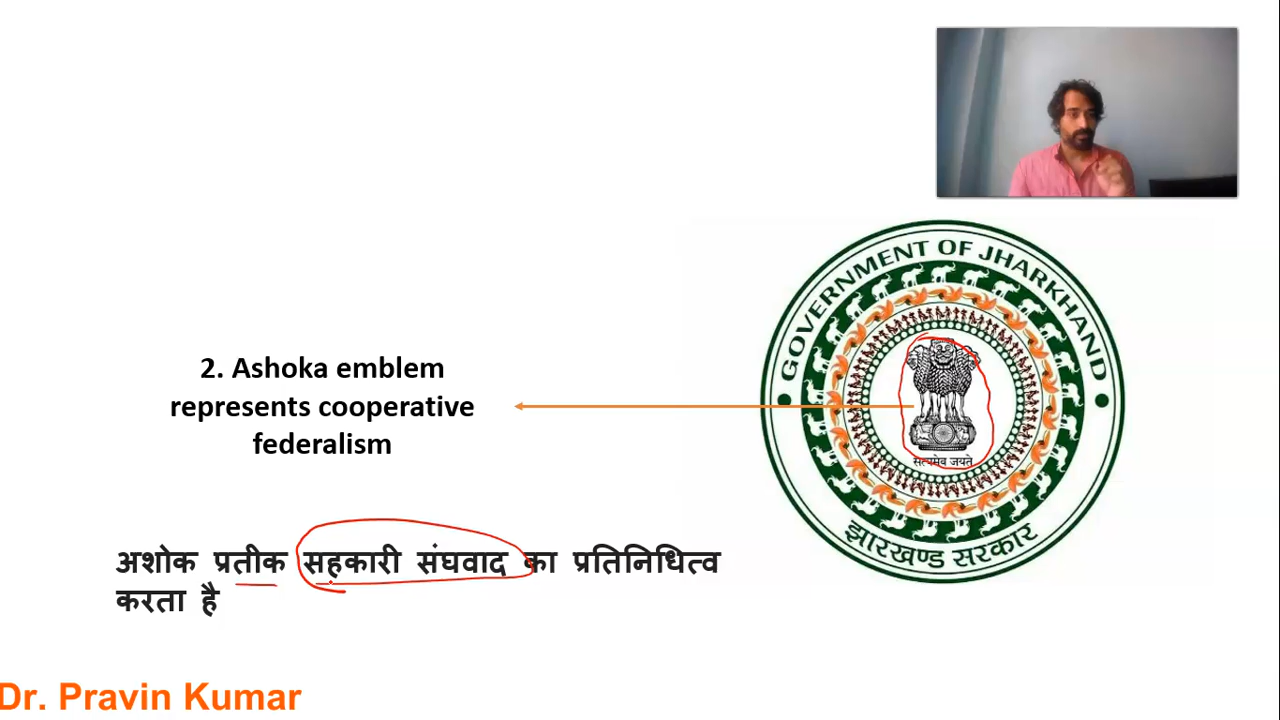 GOVERNMENT OF JHARKHAND
2. Ashoka emblem
represents cooperative
federalism
सत्यमेव जयते
झारखण्ड सरकार
अशोक प्रतीक सहकारी संघवाद का प्रतिनिधित्व
करता है
Dr. Pravin Kumar